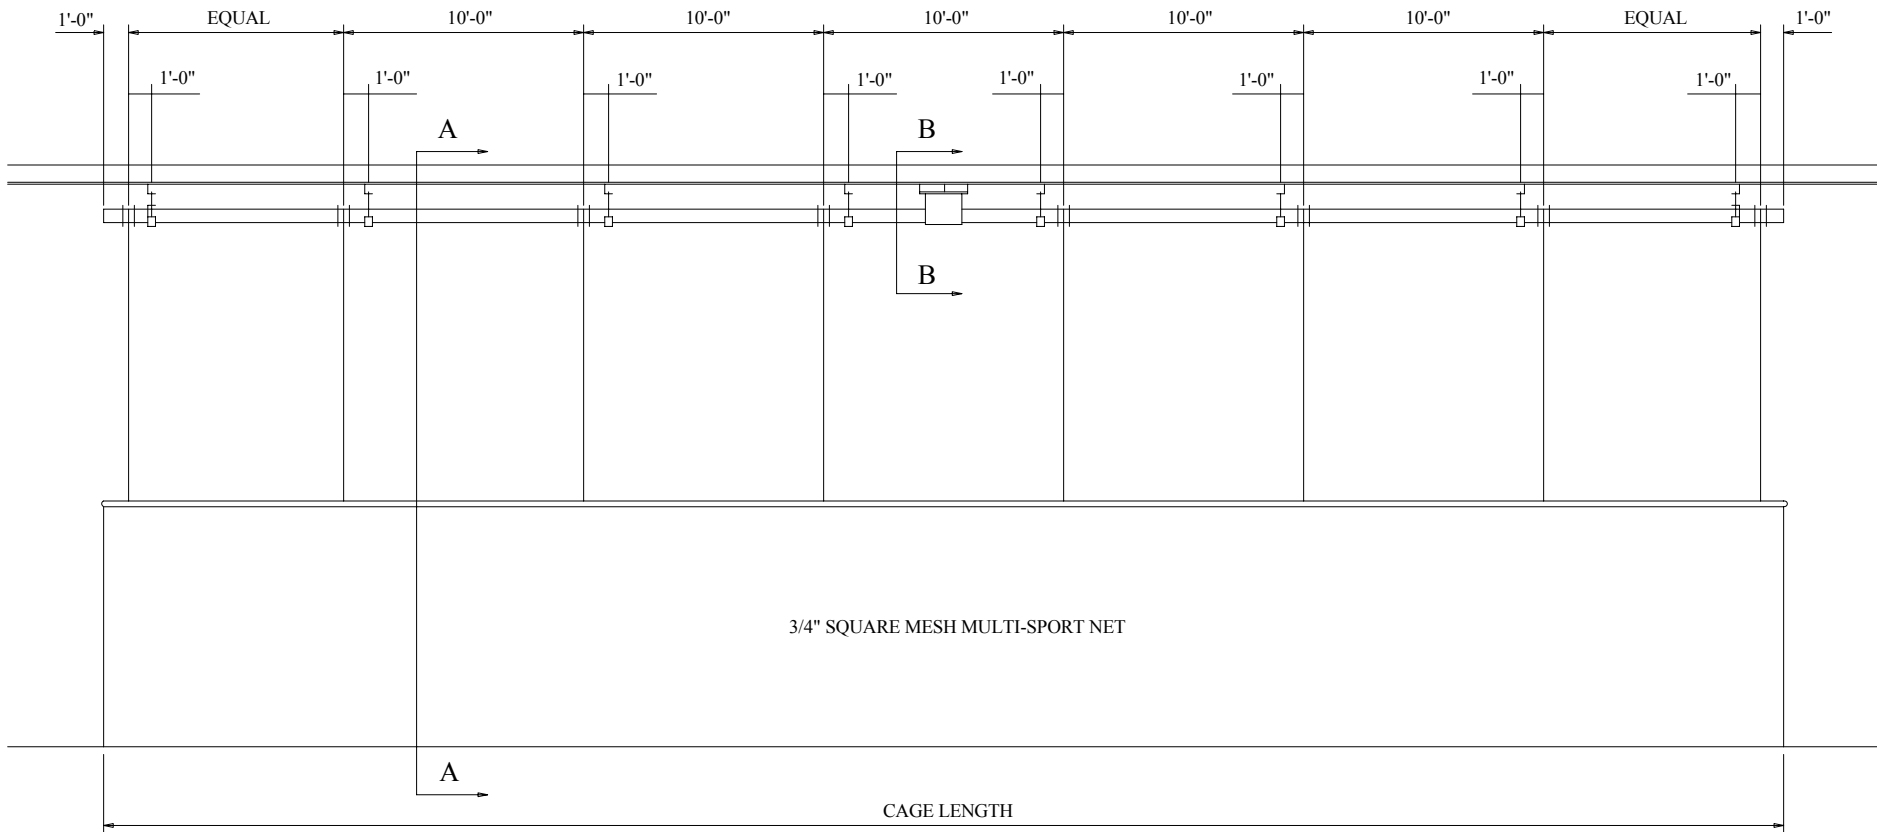 1'-0" EQUAL 10'-0" 10'-0" 10'-0" 10'-0" 10'-0" EQUAL 1'-0"
1'-0" 1'-0" 1'-0" 1'-0" 1'-0" 1'-0" 1'-0" 1'-0"
A B
B
3/4" SQUARE MESH MULTI-SPORT NET
A
CAGE LENGTH